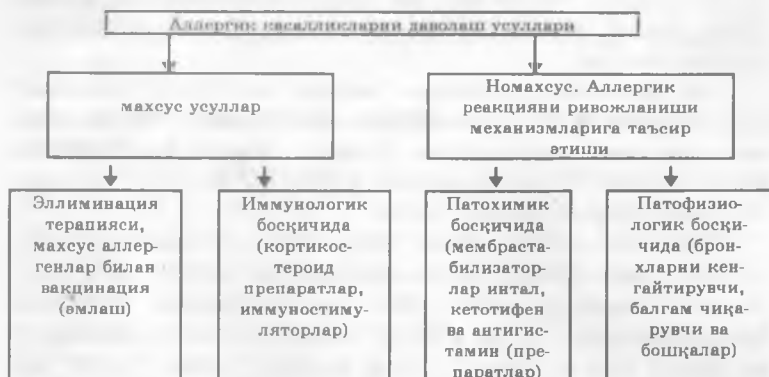 Аллергик касалликларни даволаш усуллари
махсус усуллар
Номахсус. Аллергик
реакцияни ривожланиши
механизмларига таъсир
этиши
Эллиминация
терапияси,
махсус аллер-
генлар билан
вакцинация
(эмлаш)
Иммунологик
босқичида
(кортикос-
тероид
препаратлар,
иммуностиму-
ляторлар)
Патохимик
босқичида
(мембраста-
билизатор-
лар интал,
кетотифен
ва антигис-
тамин (пре-
паратлар)
Патофизио-
логик босқи-
чида (брон-
хларни кен-
гайтирувчи,
балгам чиқа-
рувчи ва
бошқалар)